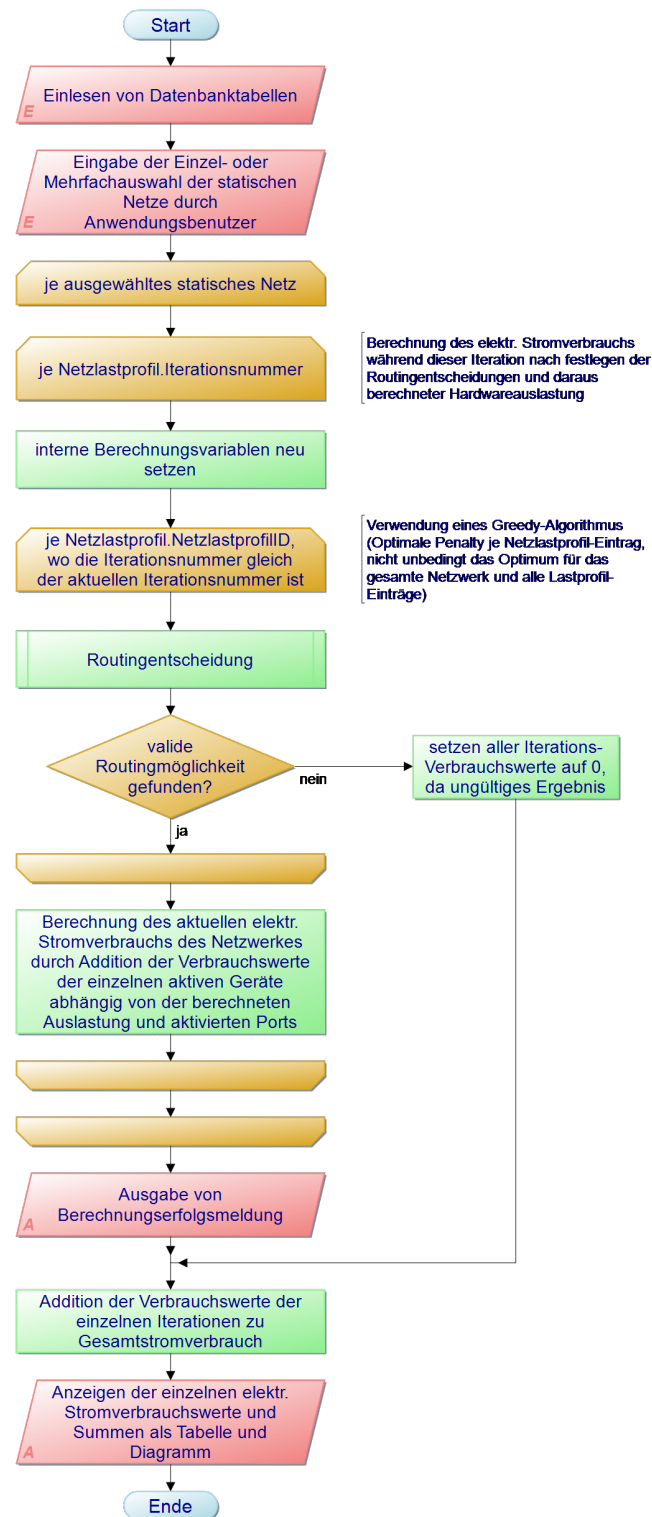 Start
Einlesen von Datenbanktabellen
E
Eingabe der Einzel- oder
Mehrfachauswahl der statischen
Netze durch
Anwendungsbenutzer
E
je ausgewähltes statisches Netz
je Netzlastprofil.Iterationsnummer
Berechnung des elektr. Stromverbrauchs
während dieser Iteration nach festlegen der
Routingentscheidungen und daraus
berechneter Hardwareauslastung
interne Berechnungsvariablen neu
setzen
je Netzlastprofil.NetzlastprofilID,
wo die Iterationsnummer gleich
der aktuellen Iterationsnummer ist
Verwendung eines Greedy-Algorithmus
(Optimale Penalty je Netzlastprofil-Eintrag,
nicht unbedingt das Optimum für das
gesamte Netzwerk und alle Lastprofil-
Einträge)
Routingentscheidung
valide
Routingmöglichkeit
gefunden?
nein
setzen aller Iterations-
Verbrauchswerte auf 0,
da ungültiges Ergebnis
ja
Berechnung des aktuellen elektr.
Stromverbrauchs des Netzwerkes
durch Addition der Verbrauchswerte
der einzelnen aktiven Geräte
abhängig von der berechneten
Auslastung und aktivierten Ports
Ausgabe von
Berechnungserfolgsmeldung
A
Addition der Verbrauchswerte der
einzelnen Iterationen zu
Gesamtstromverbrauch
Anzeigen der einzelnen elektr.
Stromverbrauchswerte und
Summen als Tabelle und
Diagramm
A
Ende